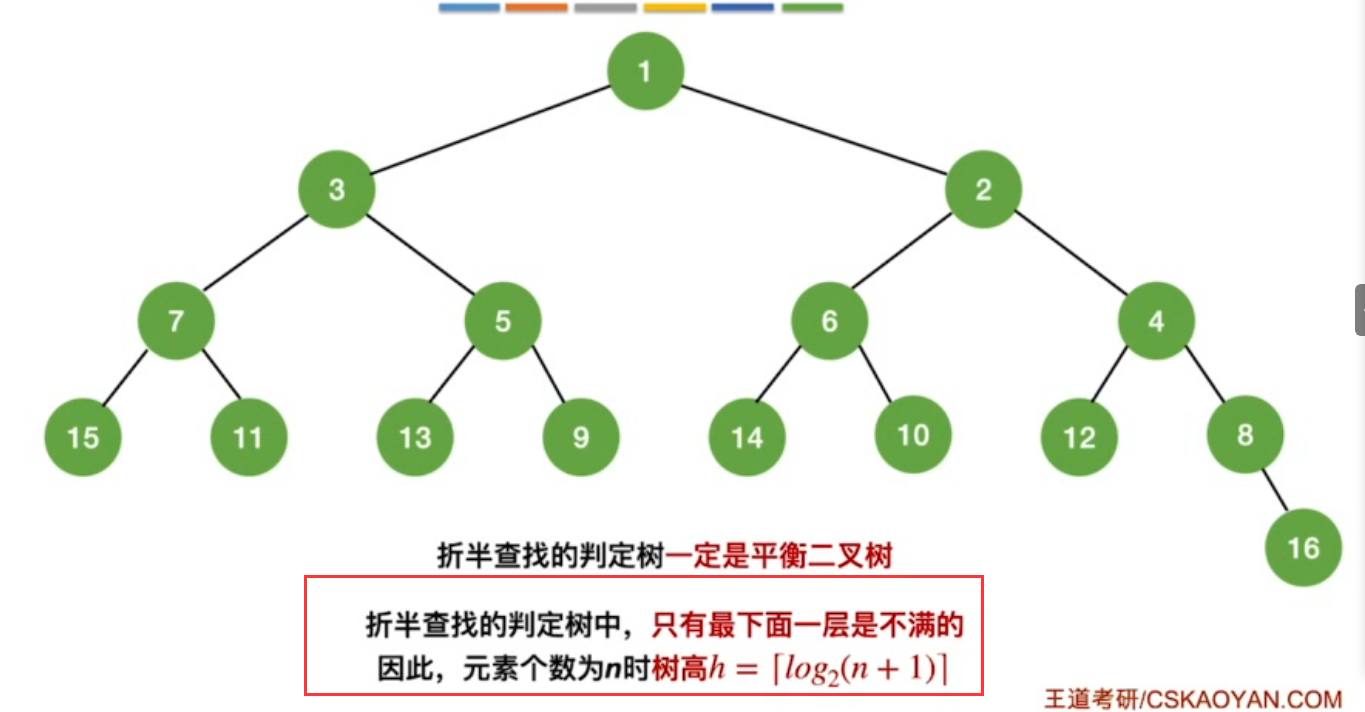 1
3 2
7 5 6 4
15 11 13 9 14 10 12 8
16
折半查找的判定树一定是平衡二叉树
折半查找的判定树中，只有最下面一层是不满的
因此，元素个数为n时树高h = ⌈log₂(n + 1)⌉
王道考研/CSKAOYAN.COM